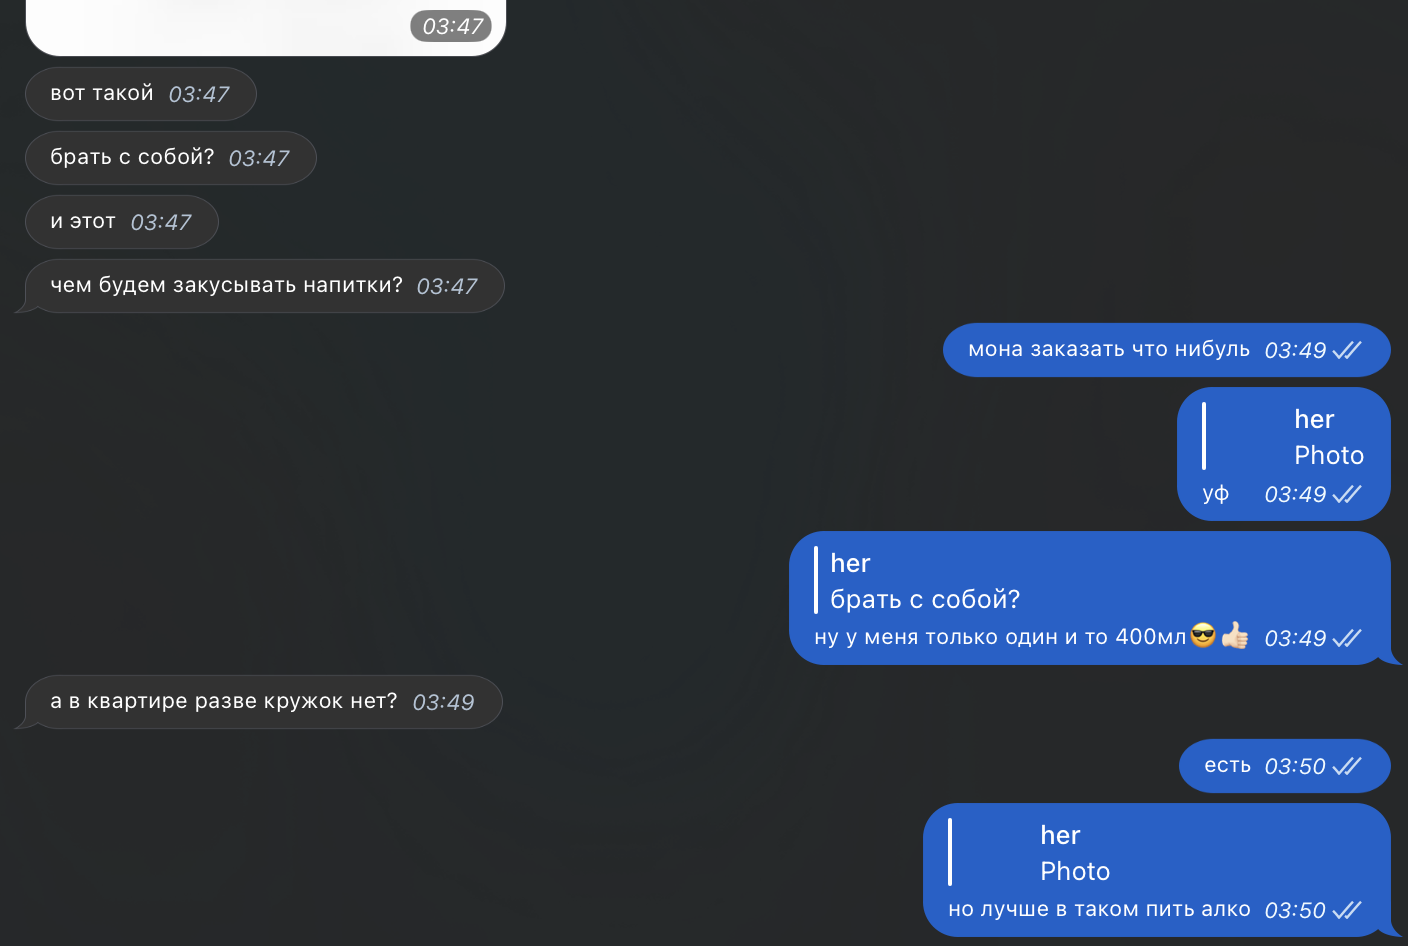 03:47
вот такой 03:47
брать с собой? 03:47
и этот 03:47
чем будем закусывать напитки? 03:47
мона заказать что нибуль 03:49
her
Photo
уф 03:49
her
брать с собой?
ну у меня только один и то 400мл😎👍🏻 03:49
а в квартире разве кружок нет? 03:49
есть 03:50
her
Photo
но лучше в таком пить алко 03:50